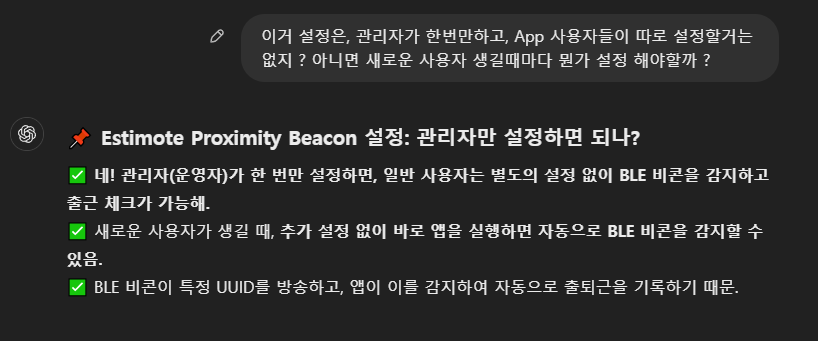 이거 설정은, 관리자가 한번만하고, App 사용자들이 따로 설정할거는
없지 ? 아니면 새로운 사용자 생길때마다 뭔가 설정 해야할까 ?
📌 Estimote Proximity Beacon 설정: 관리자만 설정하면 되나?
✅ 네! 관리자(운영자)가 한 번만 설정하면, 일반 사용자는 별도의 설정 없이 BLE 비콘을 감지하고
출근 체크가 가능해.
✅ 새로운 사용자가 생길 때, 추가 설정 없이 바로 앱을 실행하면 자동으로 BLE 비콘을 감지할 수
있음.
✅ BLE 비콘이 특정 UUID를 방송하고, 앱이 이를 감지하여 자동으로 출퇴근을 기록하기 때문.